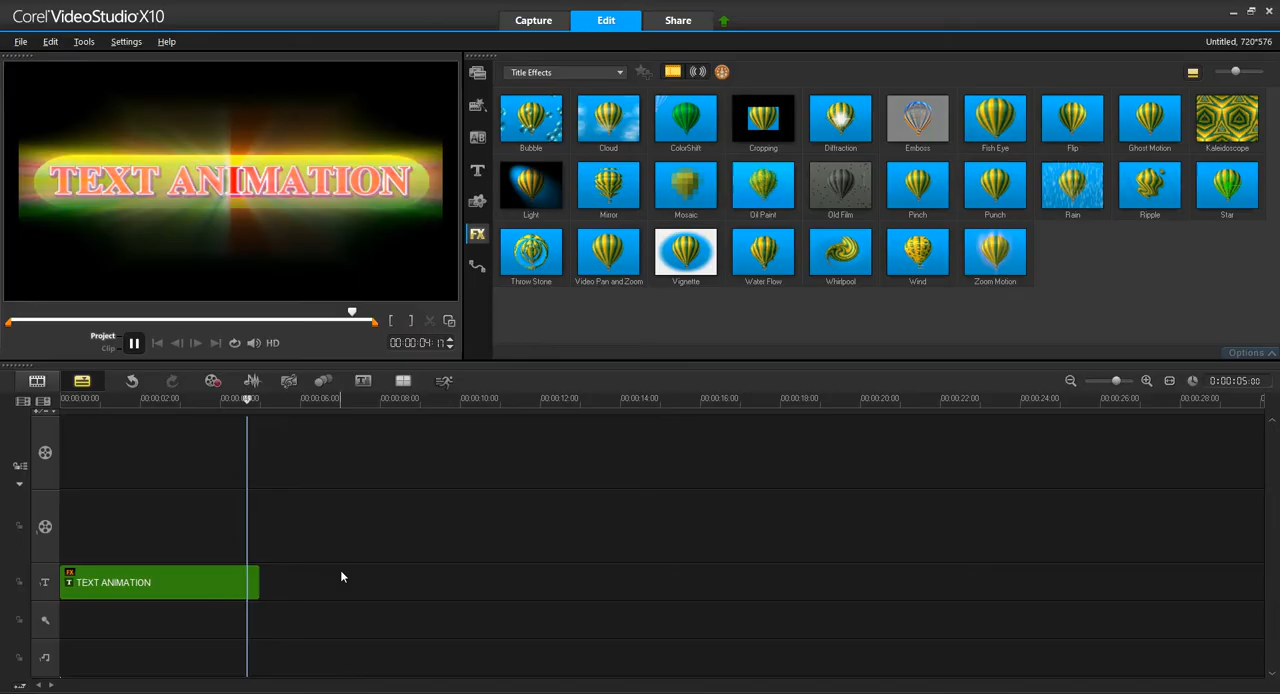 Corel VideoStudio X10
Capture
Edit
Share
File Edit Tools Settings Help
Untitled, 720*576
TEXT ANIMATION
Title Effects
Bubble Cloud ColorShift Cropping Diffraction Emboss Fish Eye Flip Ghost Motion Kaleidoscope
Light Mirror Mosaic Oil Paint Old Film Pinch Punch Rain Ripple Star
Throw Stone Video Pan and Zoom Vignette Water Flow Whirlpool Wind Zoom Motion
Project
Clip
HD
00:00:04:17
Options
0:00:05:00
00:00:00:00 00:00:02:00 00:00:06:00 00:00:08:00 00:00:10:00 00:00:12:00 00:00:14:00 00:00:16:00 00:00:18:00 00:00:20:00 00:00:22:00 00:00:24:00 00:00:26:00 00:00:28:00
FX
T TEXT ANIMATION